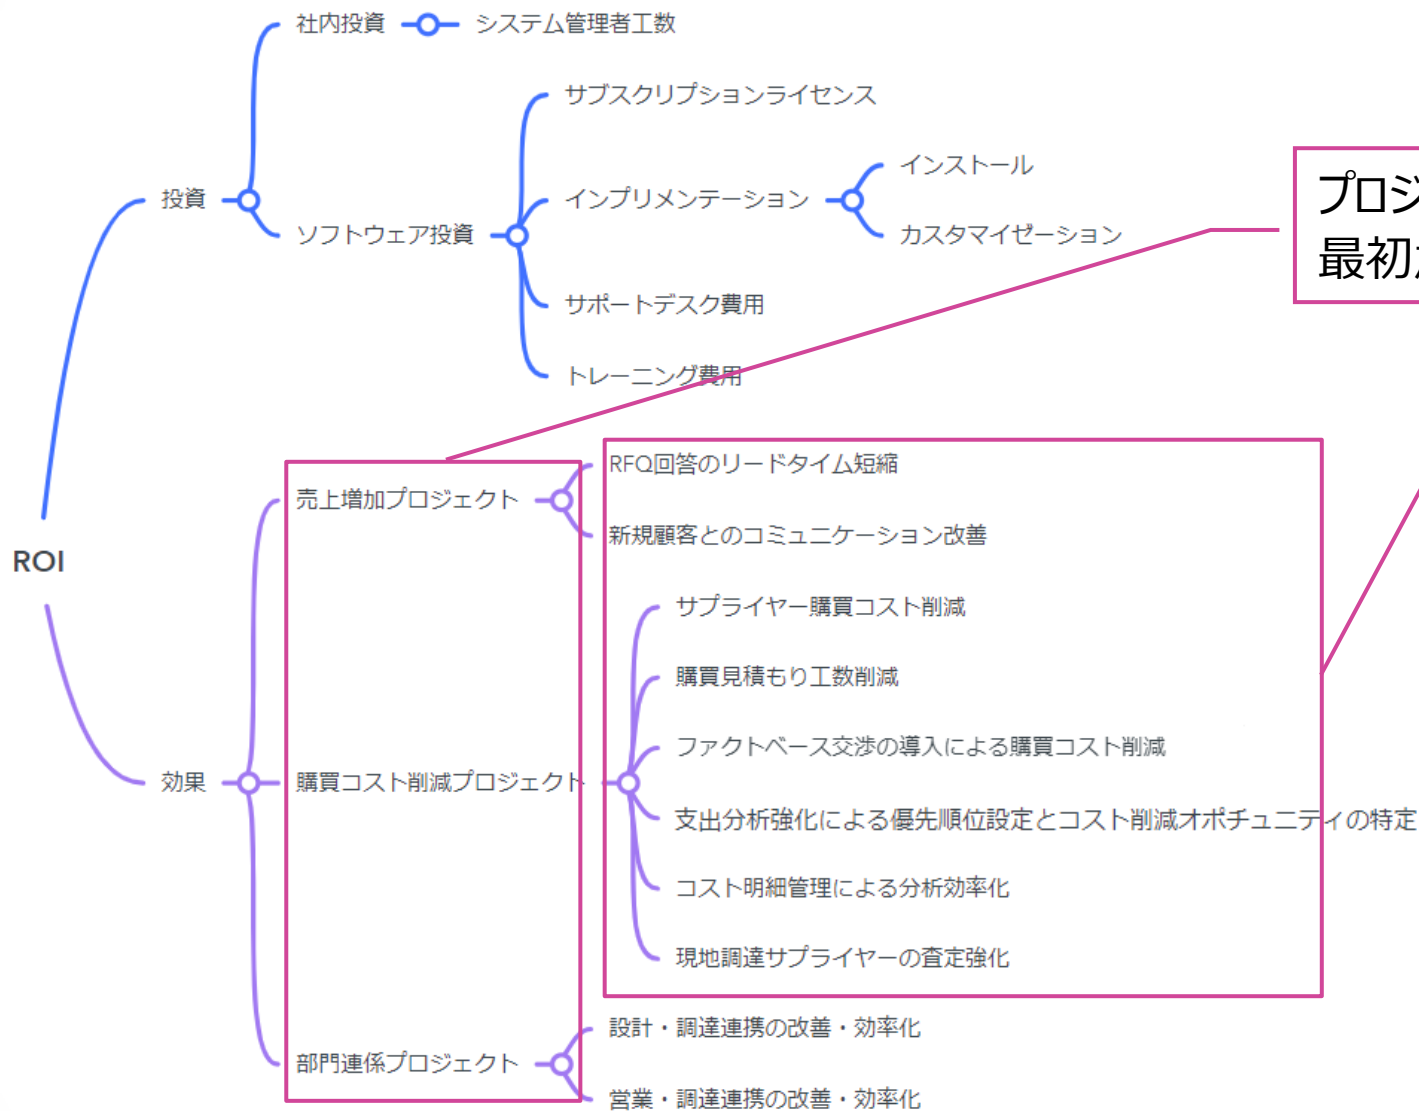 社内投資
システム管理者工数
サブスクリプションライセンス
インストール
投資
インプリメンテーション
ソフトウェア投資
カスタマイゼーション
プロジ
最初
サポートデスク費用
トレーニング費用
RFQ回答のリードタイム短縮
売上増加プロジェクト
新規顧客とのコミュニケーション改善
ROI
サプライヤー購買コスト削減
購買見積もり工数削減
ファクトベース交渉の導入による購買コスト削減
効果
購買コスト削減プロジェクト
支出分析強化による優先順位設定とコスト削減オポチュニティの特定
コスト明細管理による分析効率化
現地調達サプライヤーの査定強化
設計・調達連携の改善・効率化
部門連係プロジェクト
営業・調達連携の改善・効率化